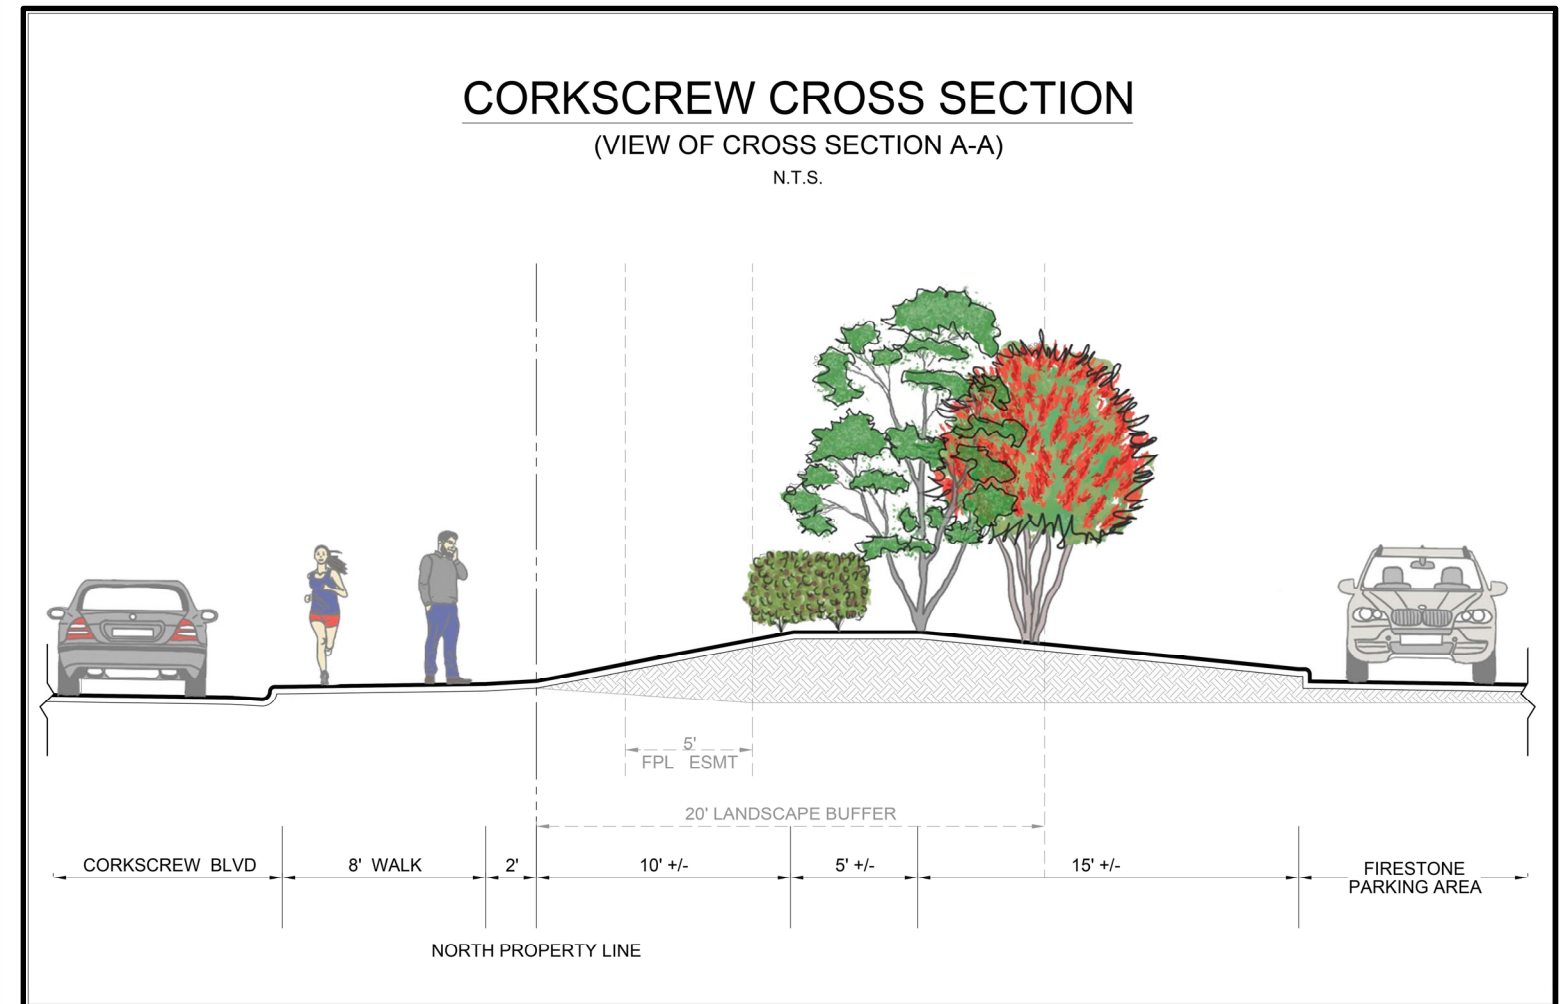 CORKSCREW CROSS SECTION
(VIEW OF CROSS SECTION A-A)
N.T.S.
5'
FPL ESMT
20' LANDSCAPE BUFFER
CORKSCREW BLVD
8' WALK
2'
10' +/-
5' +/-
15' +/-
FIRESTONE
PARKING AREA
NORTH PROPERTY LINE